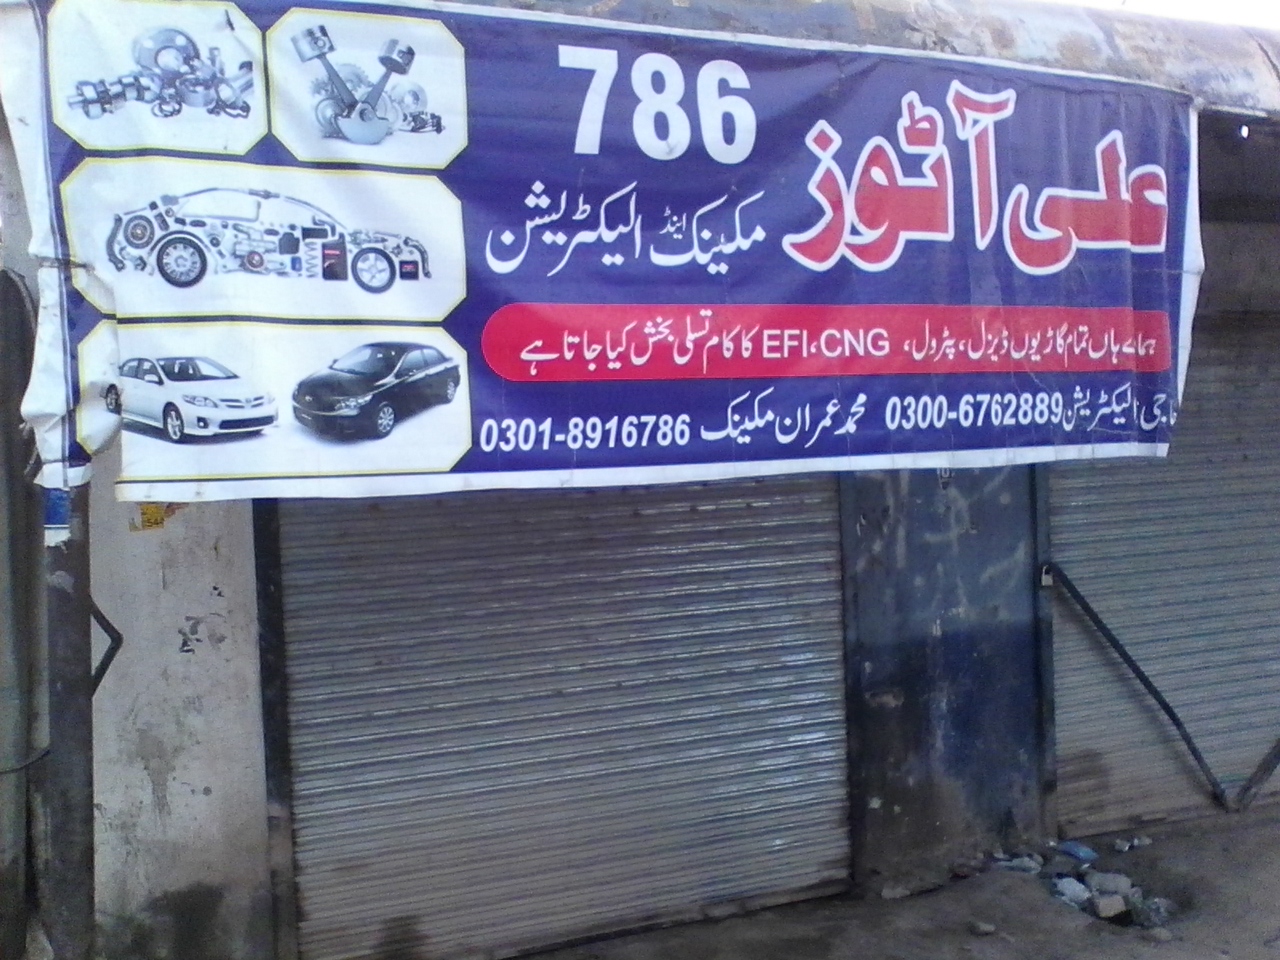 786
علی آٹوز
مکینک اینڈ الیکٹریشن
ہمارے ہاں تمام گاڑیوں ڈیزل، پٹرول، EFI، CNG کا کام تسلی بخش کیا جاتا ہے
الیکٹریشن 0300-6762889 محمد عمران مکینک 0301-8916786